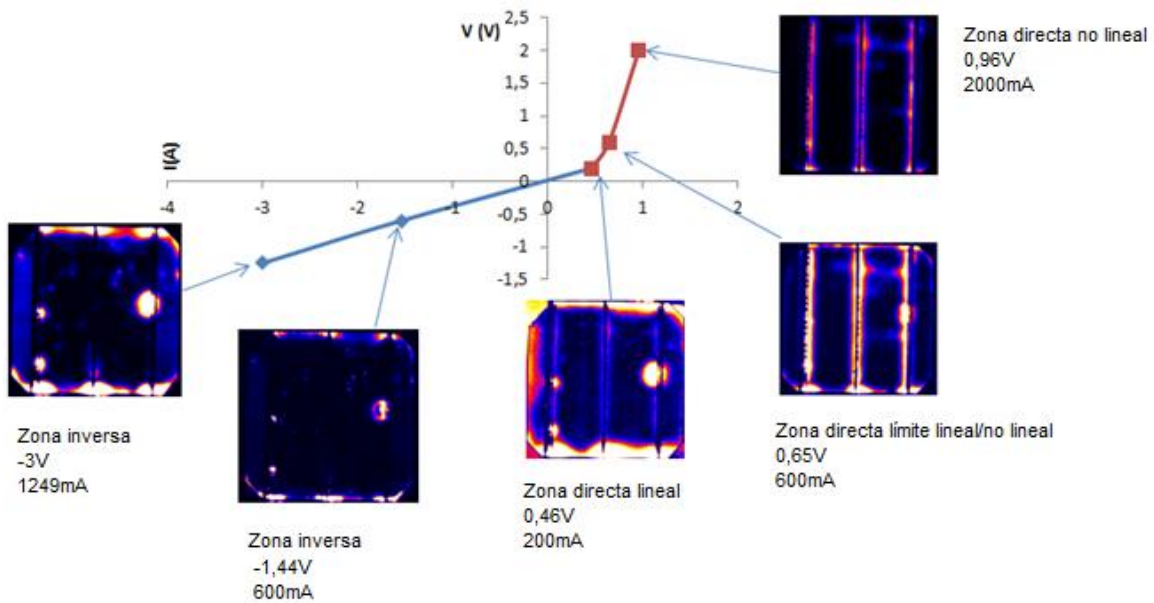 V (V)
2,5
2
1,5
1
0,5
0
-0,5
-1
-1,5
I(A)
-4
-3
-2
-1
0
1
2
Zona directa no lineal
0,96V
2000mA
Zona directa límite lineal/no lineal
0,65V
600mA
Zona directa lineal
0,46V
200mA
Zona inversa
-1,44V
600mA
Zona inversa
-3V
1249mA